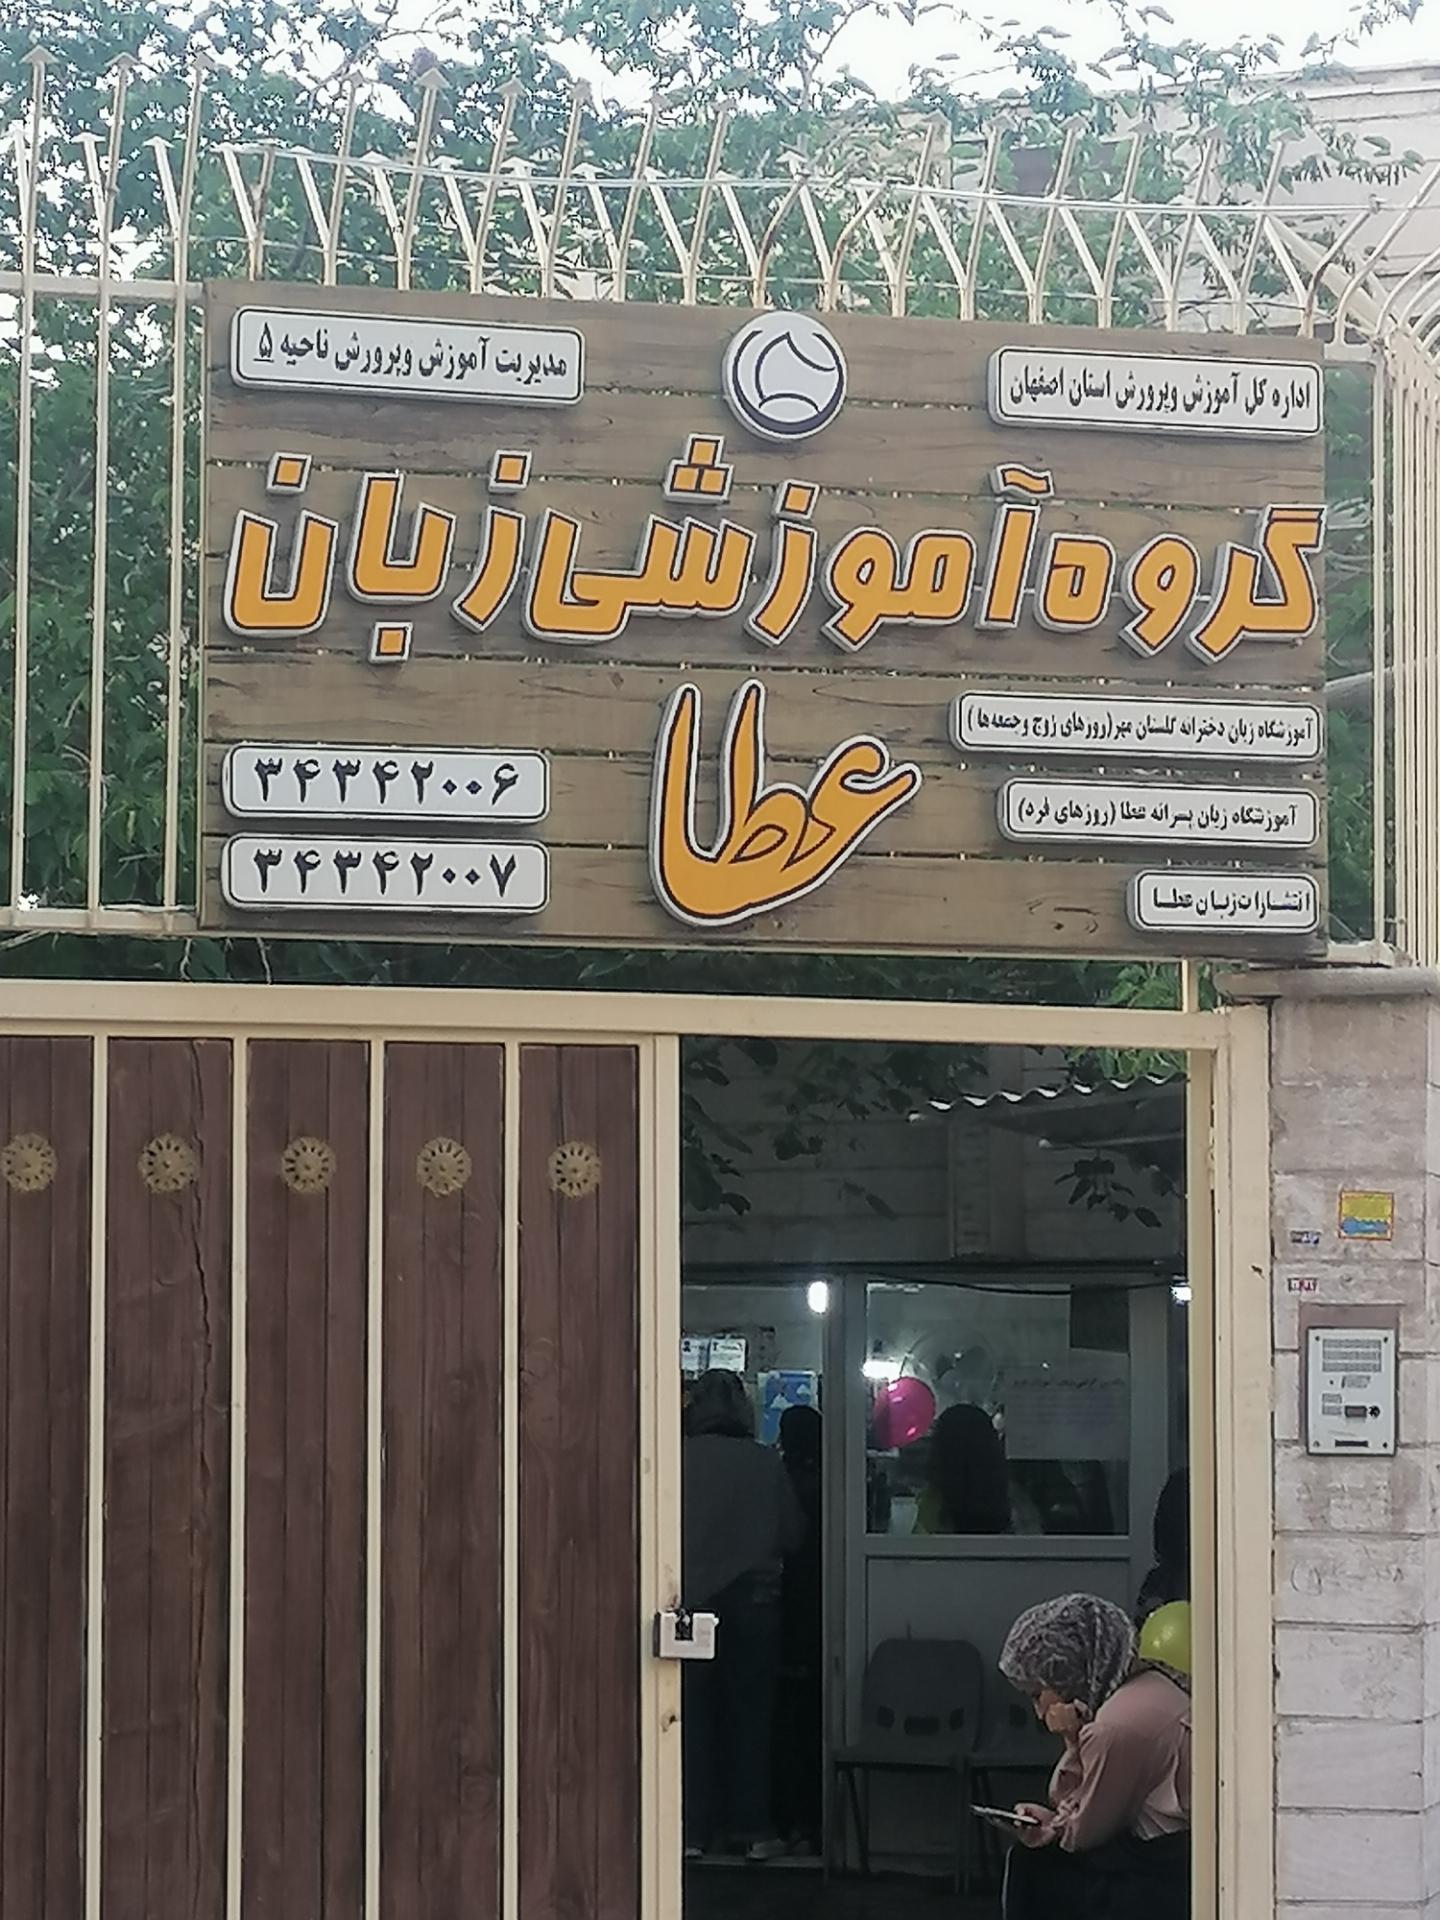 اداره کل آموزش وپرورش استان اصفهان
مدیریت آموزش وپرورش ناحیه ۵
گروه آموزشی زبان
عطا
آموزشگاه زبان دخترانه گلستان مهر(روزهای زوج وجمعه ها)
آموزشگاه زبان پسرانه عطا (روزهای فرد)
انتشارات زبان عطا
۳۴۳۴۲۰۰۶
۳۴۳۴۲۰۰۷